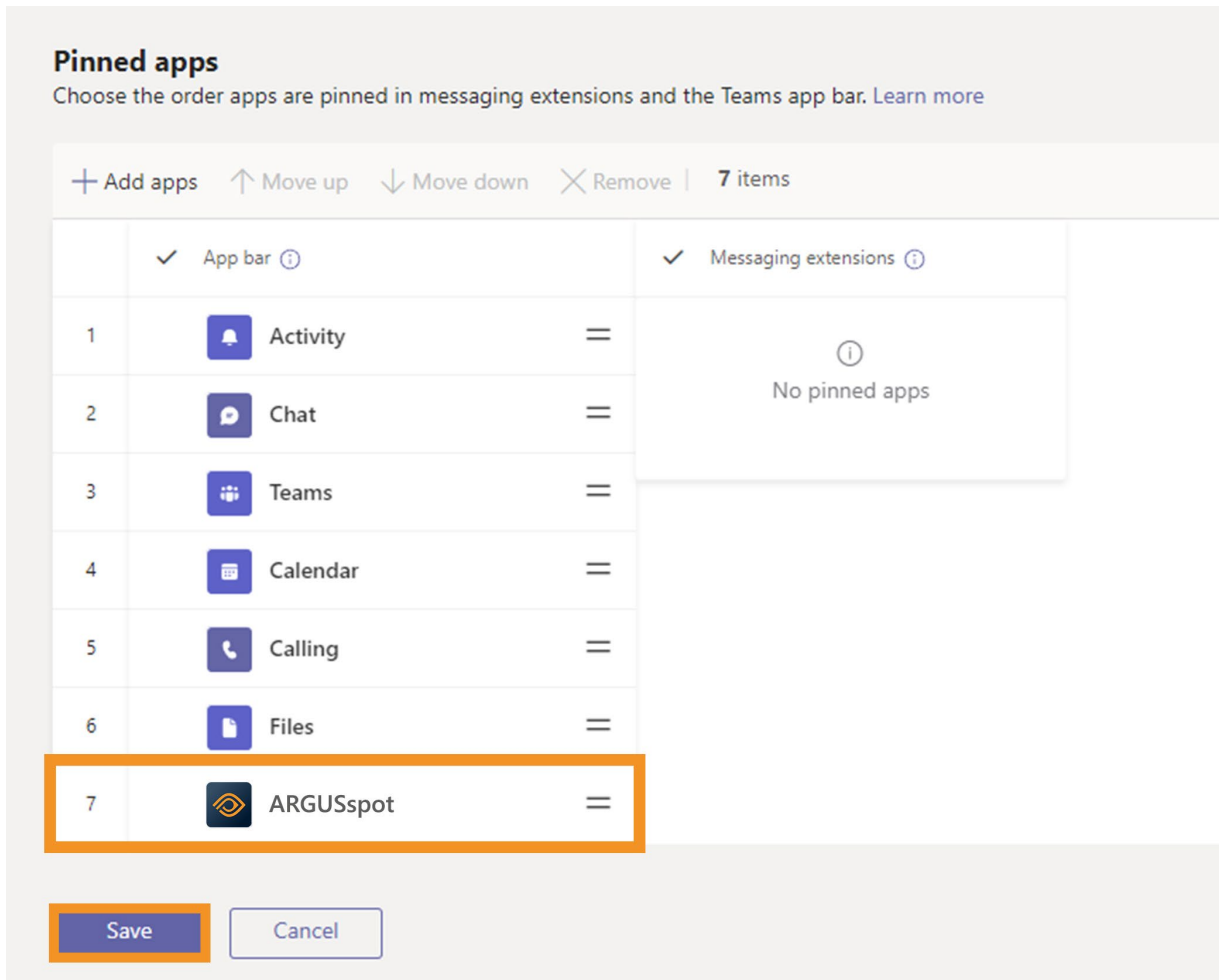 Pinned apps
Choose the order apps are pinned in messaging extensions and the Teams app bar. Learn more
Add apps Move up Move down Remove 7 items
App bar Messaging extensions
1 Activity
No pinned apps
2 Chat
3 Teams
4 Calendar
5 Calling
6 Files
7 ARGUSspot
Save Cancel